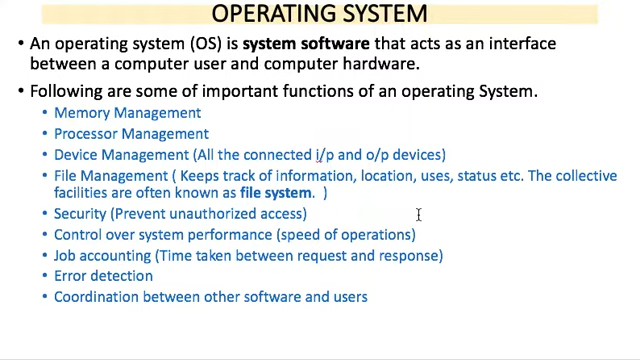 OPERATING SYSTEM
• An operating system (OS) is system software that acts as an interface
between a computer user and computer hardware.
• Following are some of important functions of an operating System.
• Memory Management
• Processor Management
• Device Management (All the connected i/p and o/p devices)
• File Management ( Keeps track of information, location, uses, status etc. The collective
facilities are often known as file system. )
• Security (Prevent unauthorized access)
• Control over system performance (speed of operations)
• Job accounting (Time taken between request and response)
• Error detection
• Coordination between other software and users